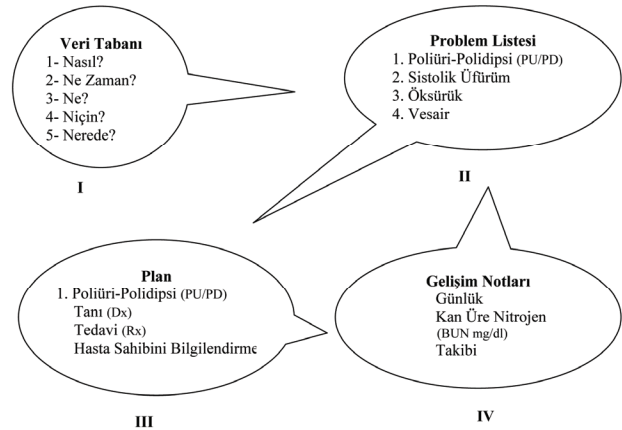 Veri Tabanı
1- Nasıl?
2- Ne Zaman?
3- Ne?
4- Niçin?
5- Nerede?
I
Problem Listesi
1. Poliüri-Polidipsi (PU/PD)
2. Sistolik Üfürüm
3. Öksürük
4. Vesair
II
Plan
1. Poliüri-Polidipsi (PU/PD)
Tanı (Dx)
Tedavi (Rx)
Hasta Sahibini Bilgilendirme
III
Gelişim Notları
Günlük
Kan Üre Nitrojen
(BUN mg/dl)
Takibi
IV